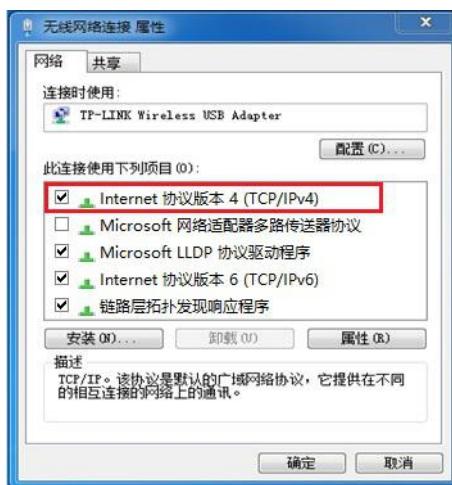 无线网络连接 属性
网络
共享
连接时使用:
TP-LINK Wireless USB Adapter
配置(C)...
此连接使用下列项目(O):
Internet 协议版本 4 (TCP/IPv4)
Microsoft 网络适配器多路传送器协议
Microsoft LLDP 协议驱动程序
Internet 协议版本 6 (TCP/IPv6)
链路层拓扑发现响应程序
安装(N)... 卸载(U) 属性(R)
描述
TCP/IP。该协议是默认的广域网络协议，它提供在不同
的相互连接的网络上的通讯。
确定 取消